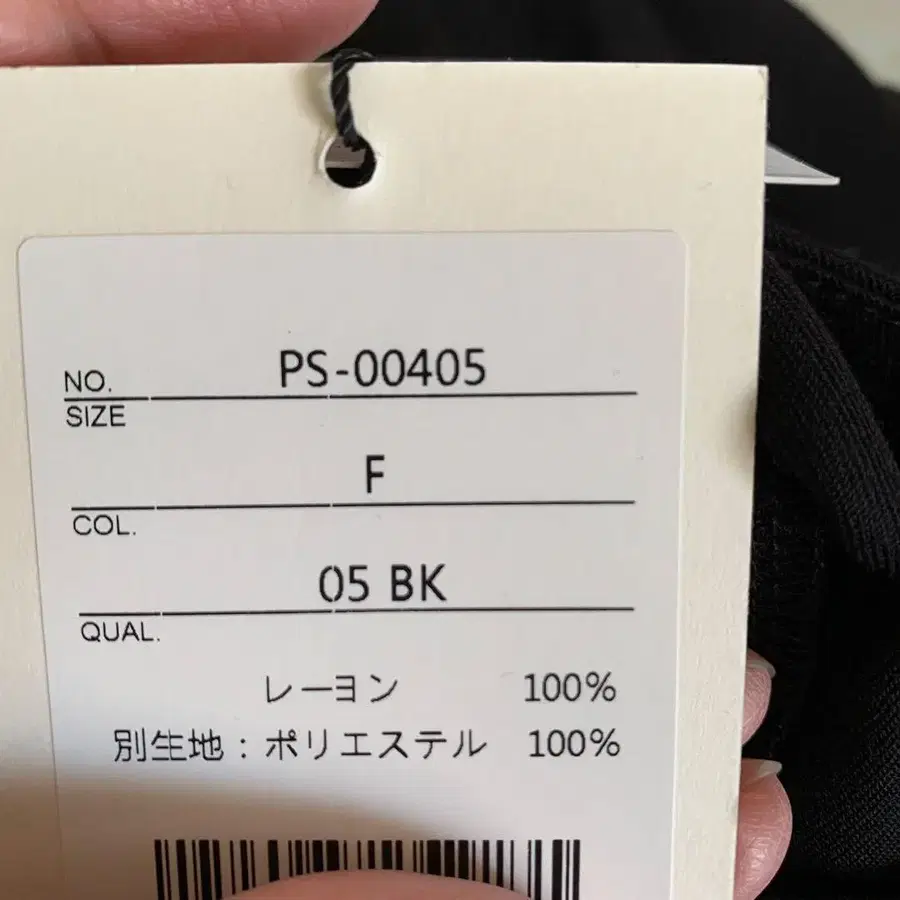 NO. PS-00405
SIZE
F
COL.
05 BK
QUAL.
レーヨン 100%
別生地：ポリエステル 100%